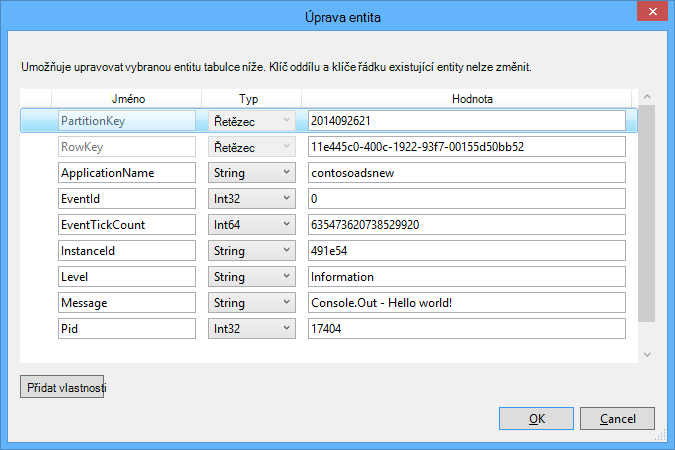 Úprava entita
Umožňuje upravovat vybranou entitu tabulce níže. Klíč oddílu a klíče řádku existující entity nelze změnit.
Jméno Typ Hodnota
PartitionKey Řetězec 2014092621
RowKey Řetězec 11e445c0-400c-1922-93f7-00155d50bb52
ApplicationName String contosoadsnew
EventId Int32 0
EventTickCount Int64 635473620738529920
InstanceId String 491e54
Level String Information
Message String Console.Out - Hello world!
Pid Int32 17404
Přidat vlastnosti
OK Cancel